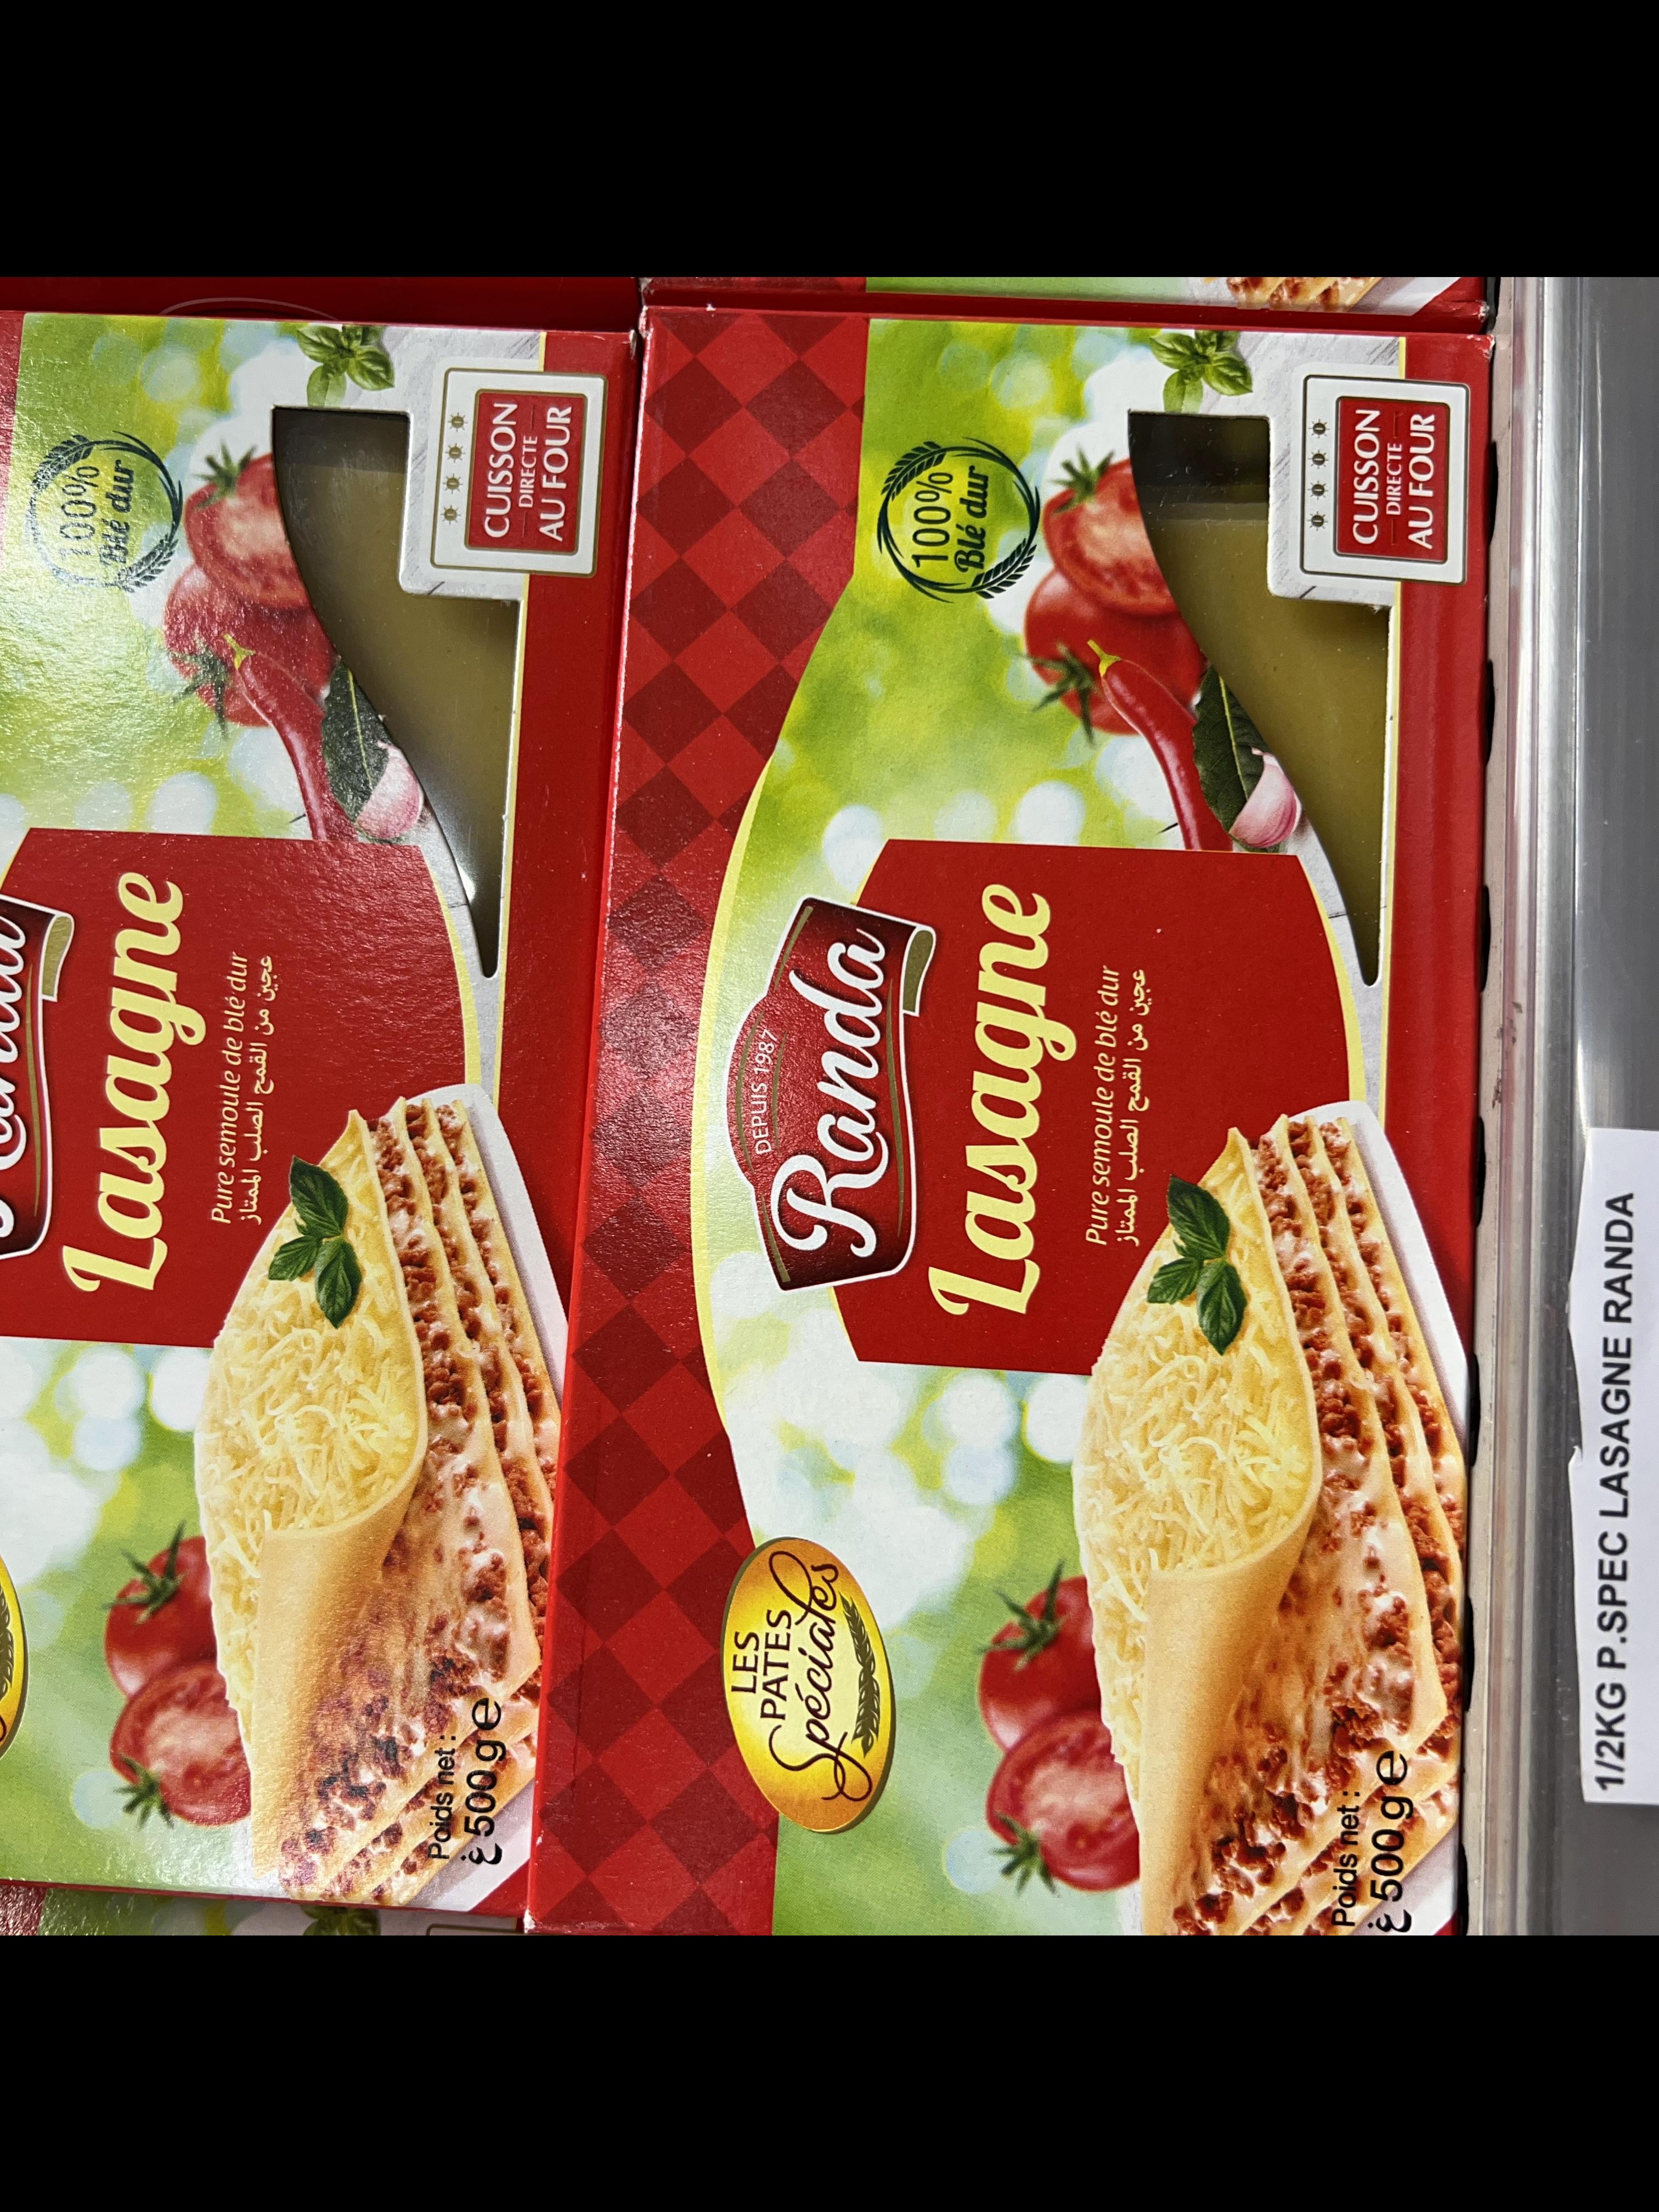 100%
Blé dur
CUISSON
DIRECTE
AU FOUR
Lasagne
Pure semoule de blé dur
عجين من القمح الصلب الممتاز
Poids net :
500 g e غ
DEPUIS 1987
Randa
Lasagne
Pure semoule de blé dur
عجين من القمح الصلب الممتاز
100%
Blé dur
CUISSON
DIRECTE
AU FOUR
LES
PATES
Spéciales
Poids net :
500 g e غ
1/2KG P.SPEC LASAGNE RANDA